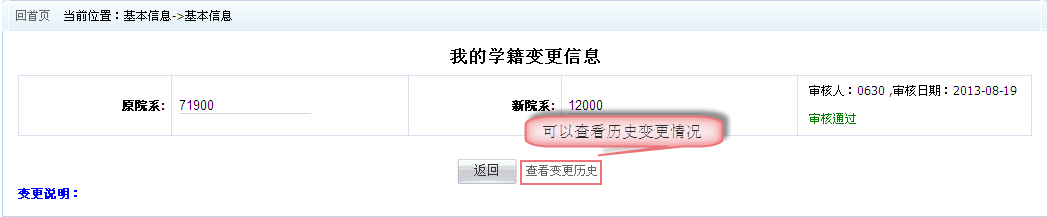 回首页 当前位置：基本信息->基本信息
我的学籍变更信息
原院系： 71900 新院系： 12000 审核人：0630 ,审核日期：2013-08-19
审核通过
可以查看历史变更情况
返回 查看变更历史
变更说明：